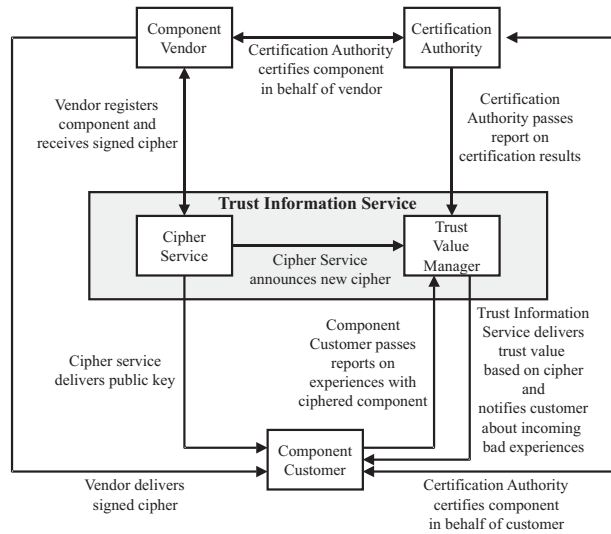 Component
Vendor
Certification
Authority
Certification Authority
certifies component
in behalf of vendor
Vendor registers
component and
receives signed cipher
Certification
Authority passes
report on
certification results
Trust Information Service
Cipher
Service
Trust
Value
Manager
Cipher Service
announces new cipher
Cipher service
delivers public key
Component
Customer passes
reports on
experiences with
ciphered component
Trust Information
Service delivers
trust value
based on cipher
and
notifies customer
about incoming
bad experiences
Component
Customer
Vendor delivers
signed cipher
Certification Authority
certifies component
in behalf of customer